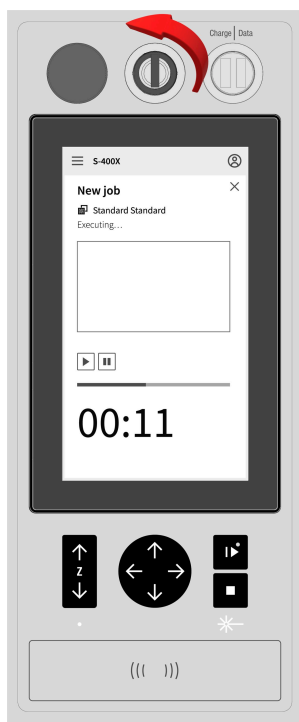 Charge | Data
S-400X
New job
Standard Standard
Executing...
00:11
Z